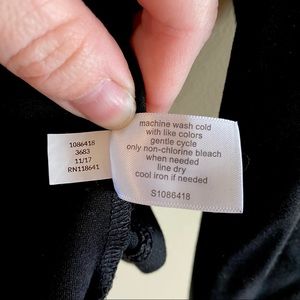 1086418
3683
11/17
RN118641
machine wash cold
with like colors
gentle cycle
only non-chlorine bleach
when needed
line dry
cool iron if needed
S1086418